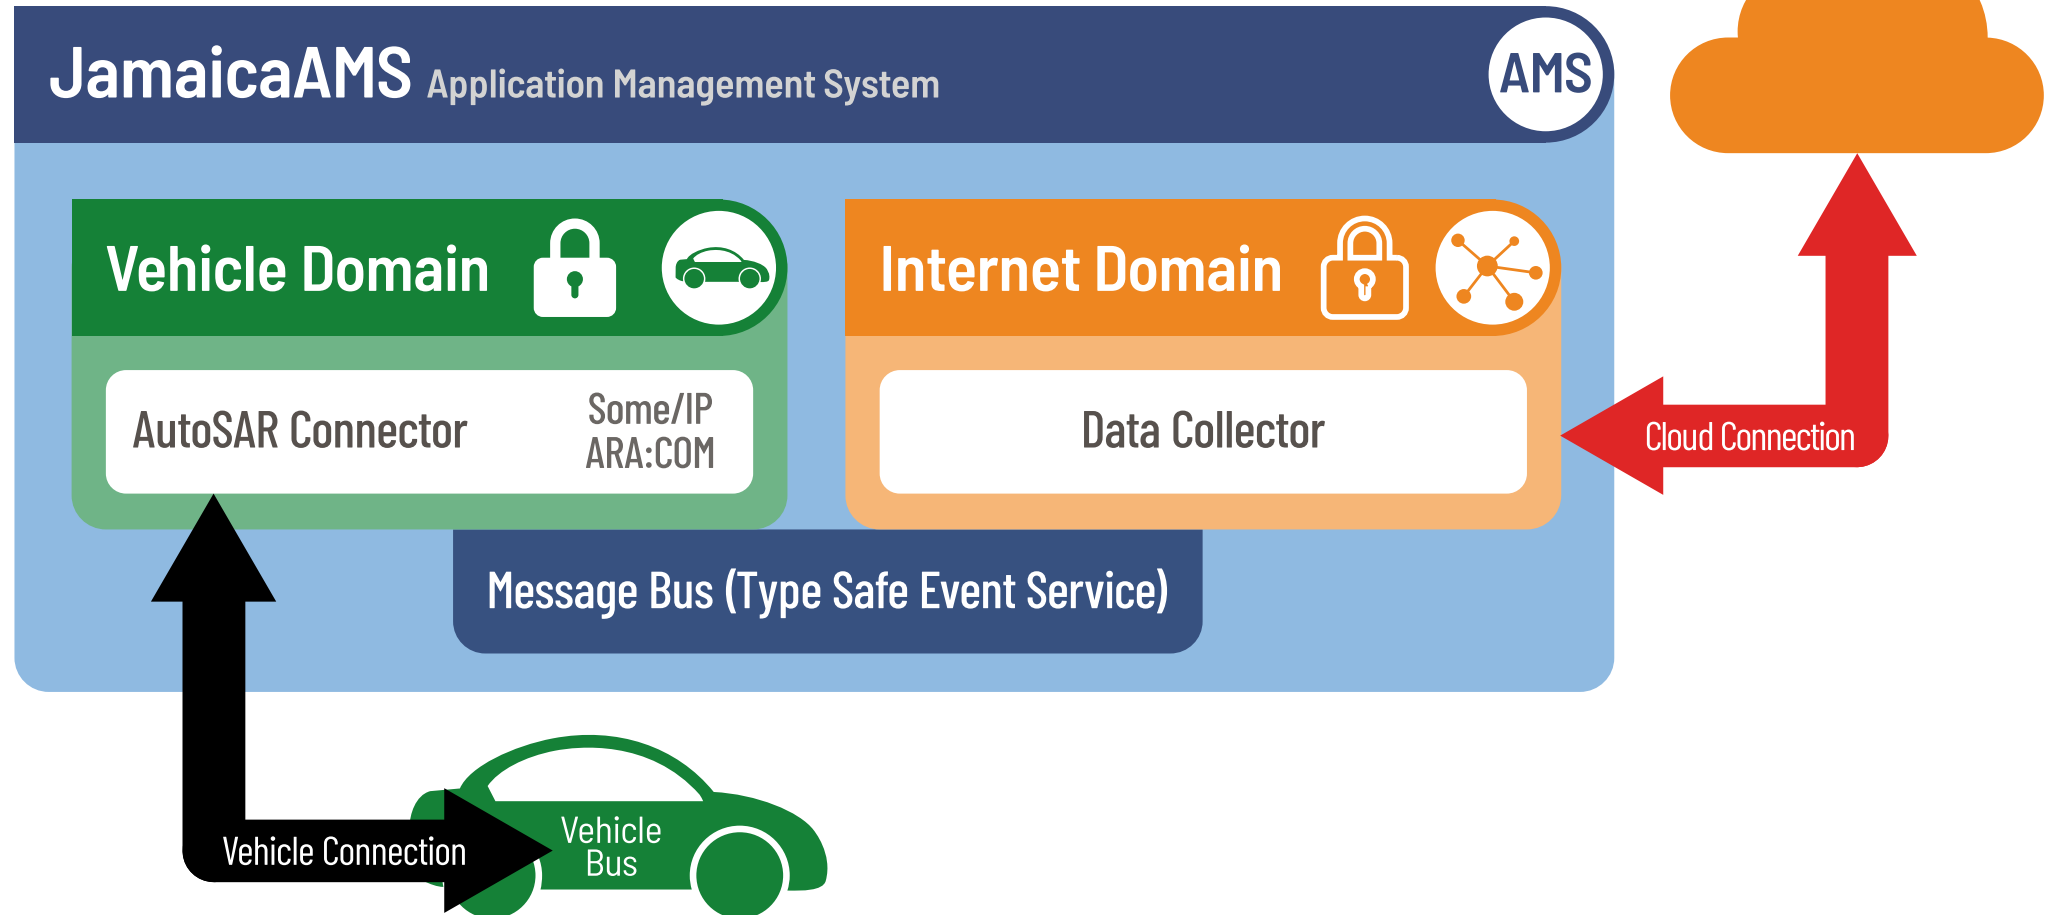 JamaicaAMS Application Management System
AMS
Vehicle Domain
Internet Domain
AutoSAR Connector
Some/IP
ARA:COM
Data Collector
Cloud Connection
Message Bus (Type Safe Event Service)
Vehicle Connection
Vehicle
Bus